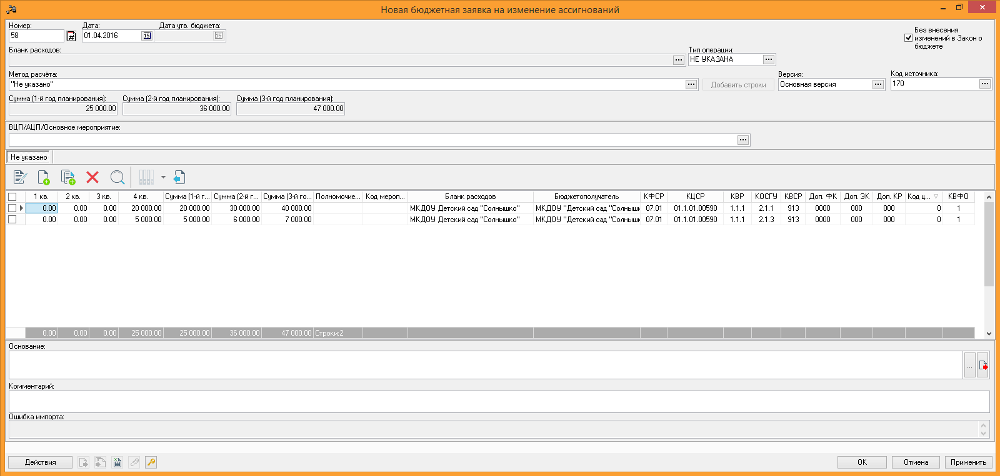 Новая бюджетная заявка на изменение ассигнований
Номер: Дата: Дата утв. бюджета:
58 01.04.2016 15 15
Без внесения
изменений в Закон о
бюджете
Бланк расходов: Тип операции:
... НЕ УКАЗАНА ...
Метод расчёта: Версия: Код источника:
"Не указано" ... Добавить строки Основная версия ... 170 ...
Сумма (1-й год планирования): Сумма (2-й год планирования): Сумма (3-й год планирования):
25 000.00 36 000.00 47 000.00
ВЦП/АЦП/Основное мероприятие:
...
Не указано
1 кв. 2 кв. 3 кв. 4 кв. Сумма (1-й г... Сумма (2-й г... Сумма (3-й го... Полномочие... Код мероп... Бланк расходов Бюджетополучатель КФСР КЦСР КВР КОСГУ КВСР Доп. ФК Доп. ЭК Доп. КР Код ц... КВФО
0.00 0.00 0.00 20 000.00 20 000.00 30 000.00 40 000.00 МКДОУ Детский сад "Солнышко" МКДОУ "Детский сад "Солнышк 07.01 01.1.01.00590 1.1.1 2.1.1 913 0000 000 000 0 1
0.00 0.00 0.00 5 000.00 5 000.00 6 000.00 7 000.00 МКДОУ Детский сад "Солнышко" МКДОУ "Детский сад "Солнышк 07.01 01.1.01.00590 1.1.1 2.1.3 913 0000 000 000 0 1
0.00 0.00 0.00 25 000.00 25 000.00 36 000.00 47 000.00 Строки:2
Основание:
...
Комментарий:
Ошибка импорта:
Действия OK Отмена Применить